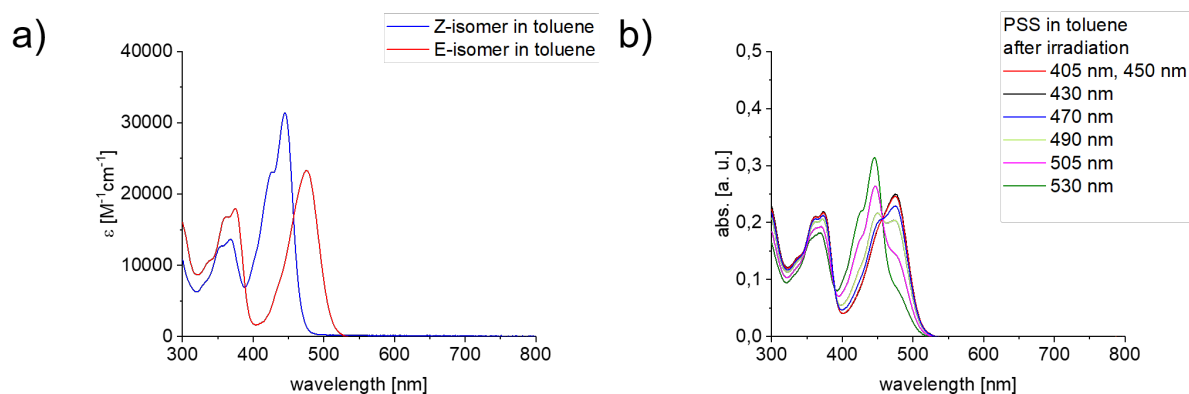 a)
Z-isomer in toluene
E-isomer in toluene
40000
30000
20000
10000
0
ε [M⁻¹cm⁻¹]
300 400 500 600 700 800
wavelength [nm]
b)
PSS in toluene
after irradiation
405 nm, 450 nm
430 nm
470 nm
490 nm
505 nm
530 nm
0,5
0,4
0,3
0,2
0,1
0,0
abs. [a. u.]
300 400 500 600 700 800
wavelength [nm]